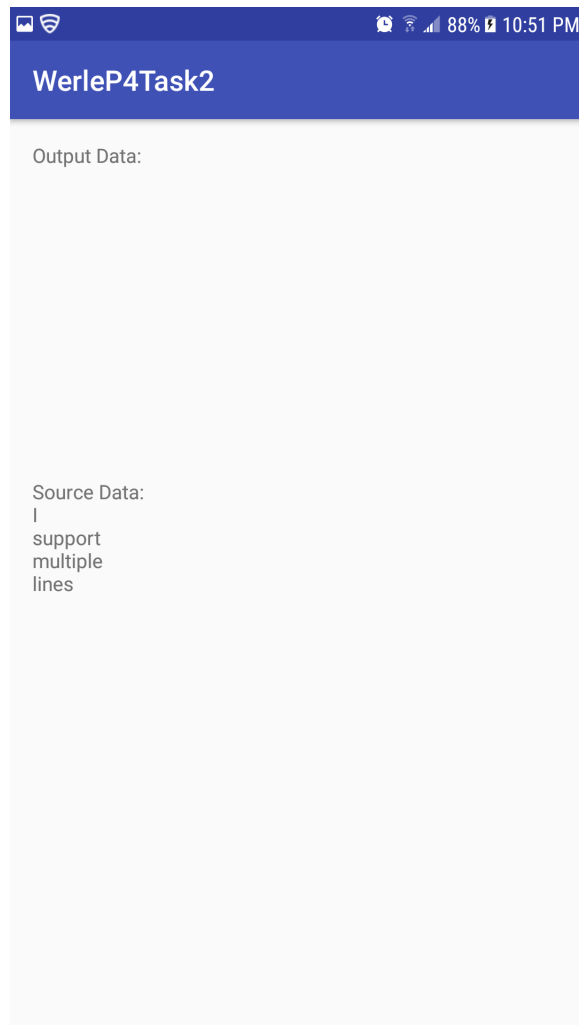 88% 10:51 PM
WerleP4Task2
Output Data:
Source Data:
I
support
multiple
lines